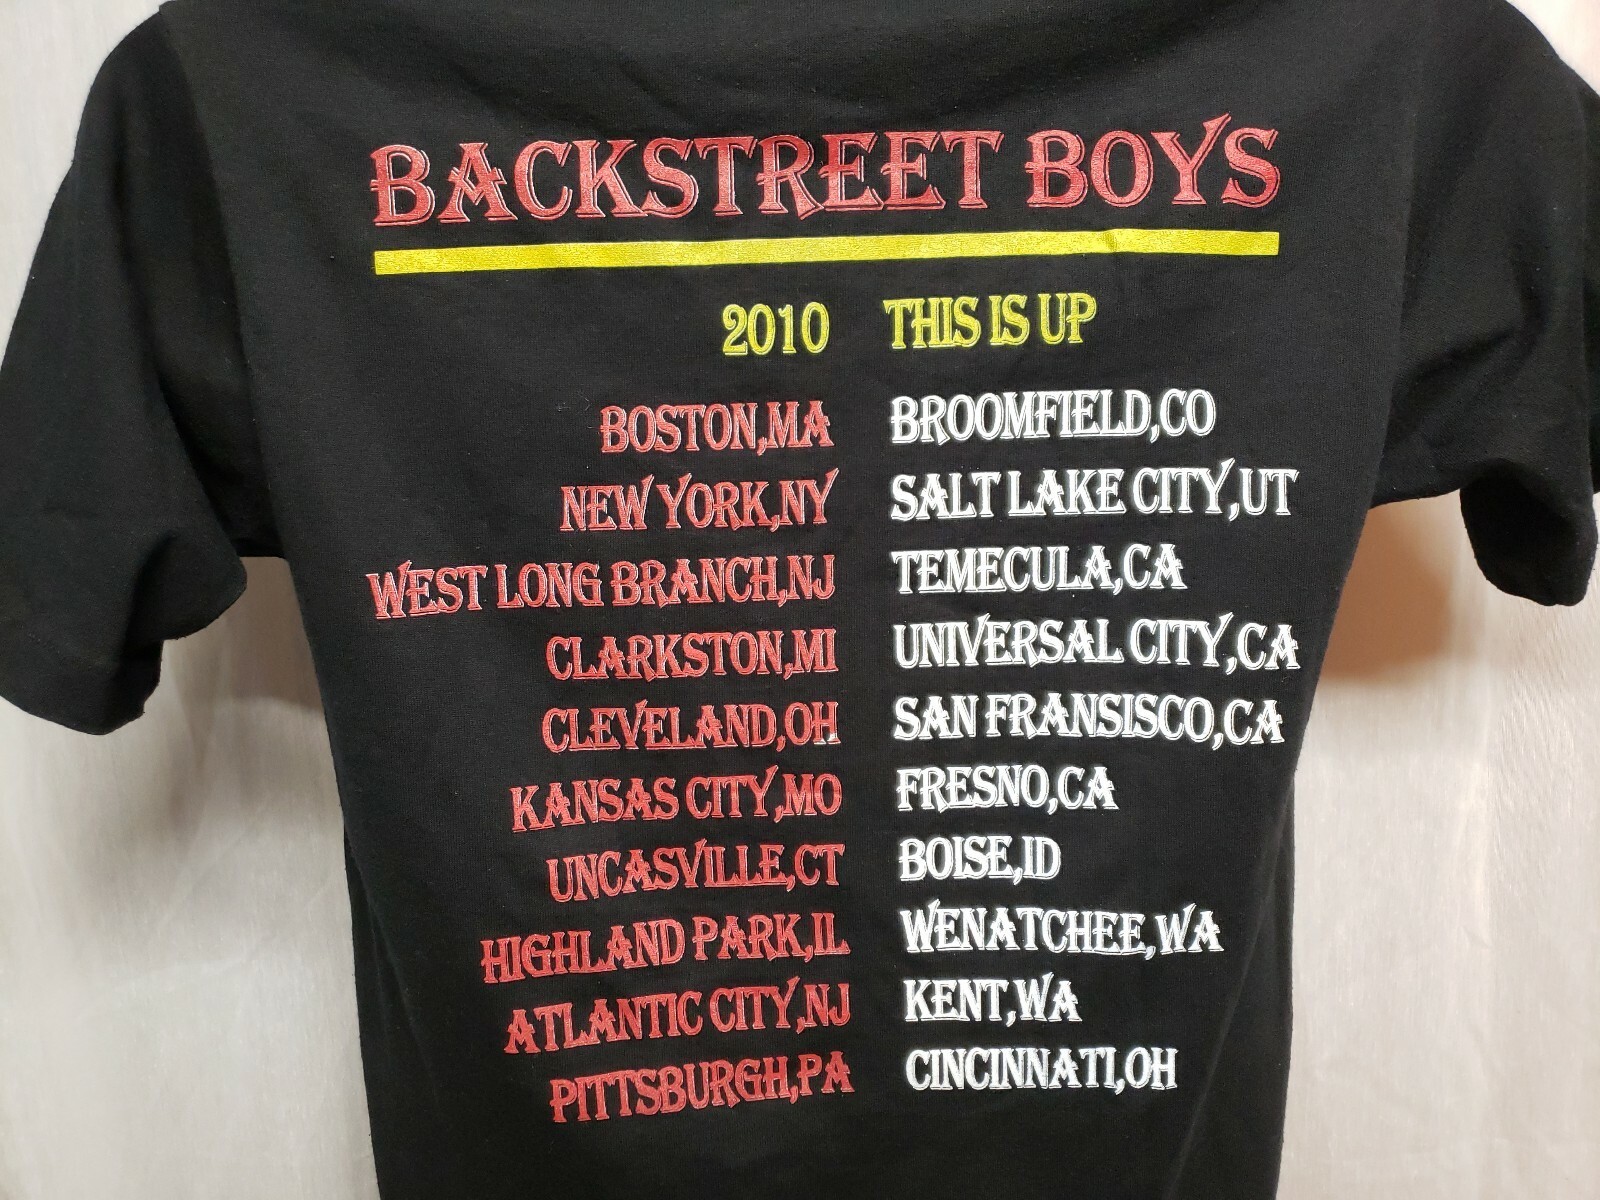 BACKSTREET BOYS
2010 THIS IS UP
BOSTON,MA BROOMFIELD,CO
NEW YORK,NY SALT LAKE CITY,UT
WEST LONG BRANCH,NJ TEMECULA,CA
CLARKSTON,MI UNIVERSAL CITY,CA
CLEVELAND,OH SAN FRANSISCO,CA
KANSAS CITY,MO FRESNO,CA
UNCASVILLE,CT BOISE,ID
HIGHLAND PARK,IL WENATCHEE,WA
ATLANTIC CITY,NJ KENT,WA
PITTSBURGH,PA CINCINNATI,OH